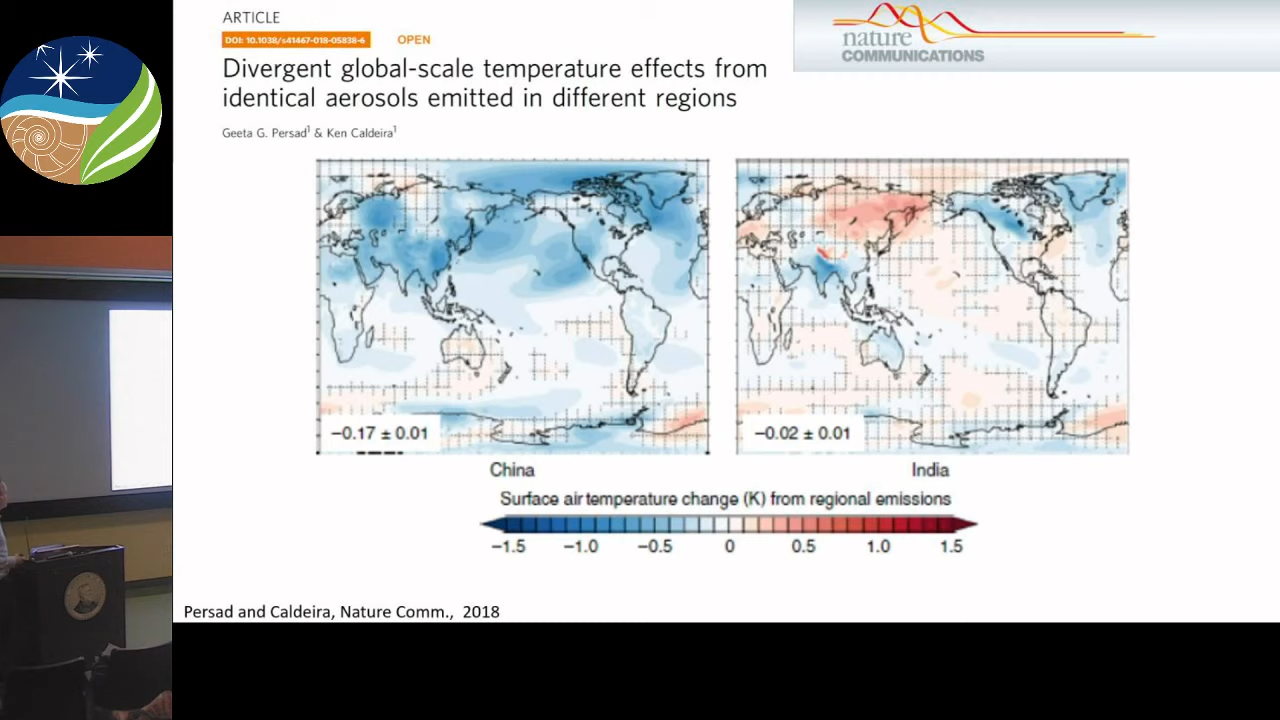 ARTICLE
DOI: 10.1038/s41467-018-05838-6 OPEN
nature
COMMUNICATIONS
Divergent global-scale temperature effects from
identical aerosols emitted in different regions
Geeta G. Persad1 & Ken Caldeira1
−0.17 ± 0.01
−0.02 ± 0.01
China
India
Surface air temperature change (K) from regional emissions
−1.5 −1.0 −0.5 0 0.5 1.0 1.5
Persad and Caldeira, Nature Comm., 2018